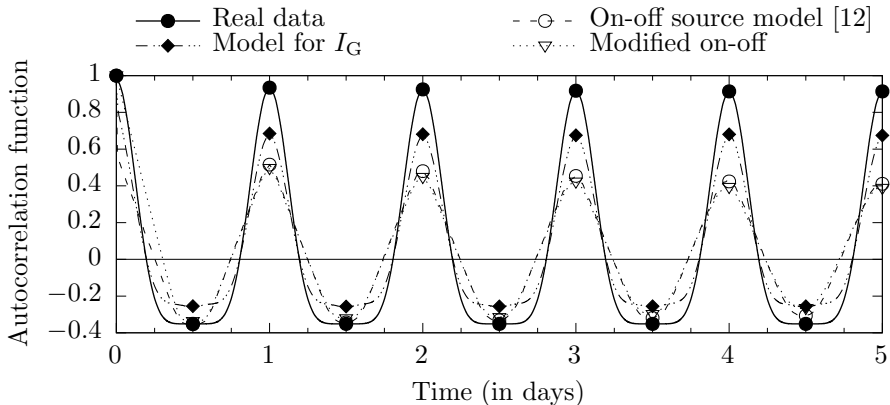 Real data
On-off source model [12]
Model for I_G
Modified on-off
1
0.8
0.6
0.4
0.2
0
−0.2
−0.4
Autocorrelation function
0 1 2 3 4 5
Time (in days)